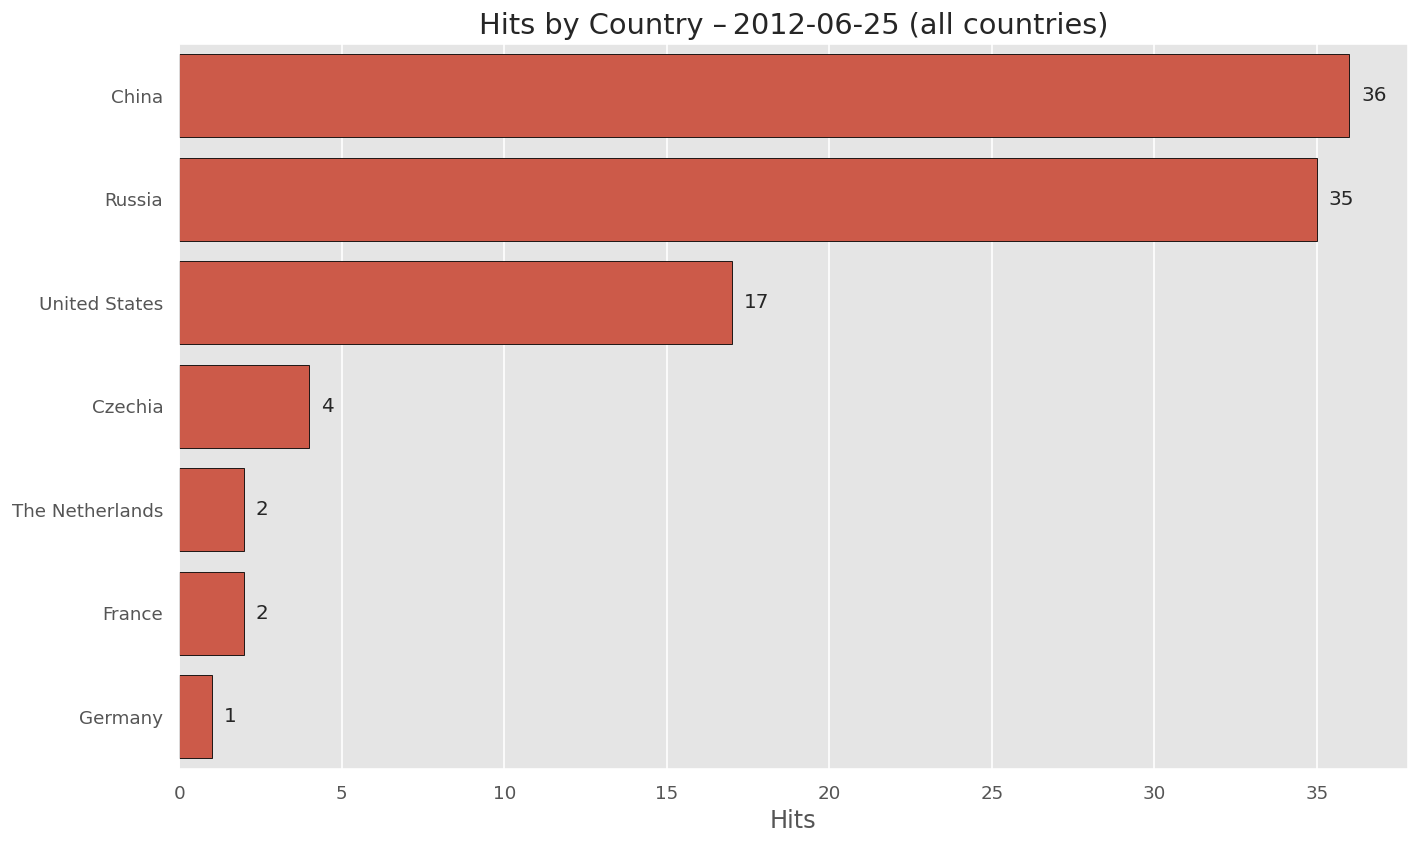 Hits by Country – 2012-06-25 (all countries)
China 36
Russia 35
United States 17
Czechia 4
The Netherlands 2
France 2
Germany 1
0 5 10 15 20 25 30 35
Hits